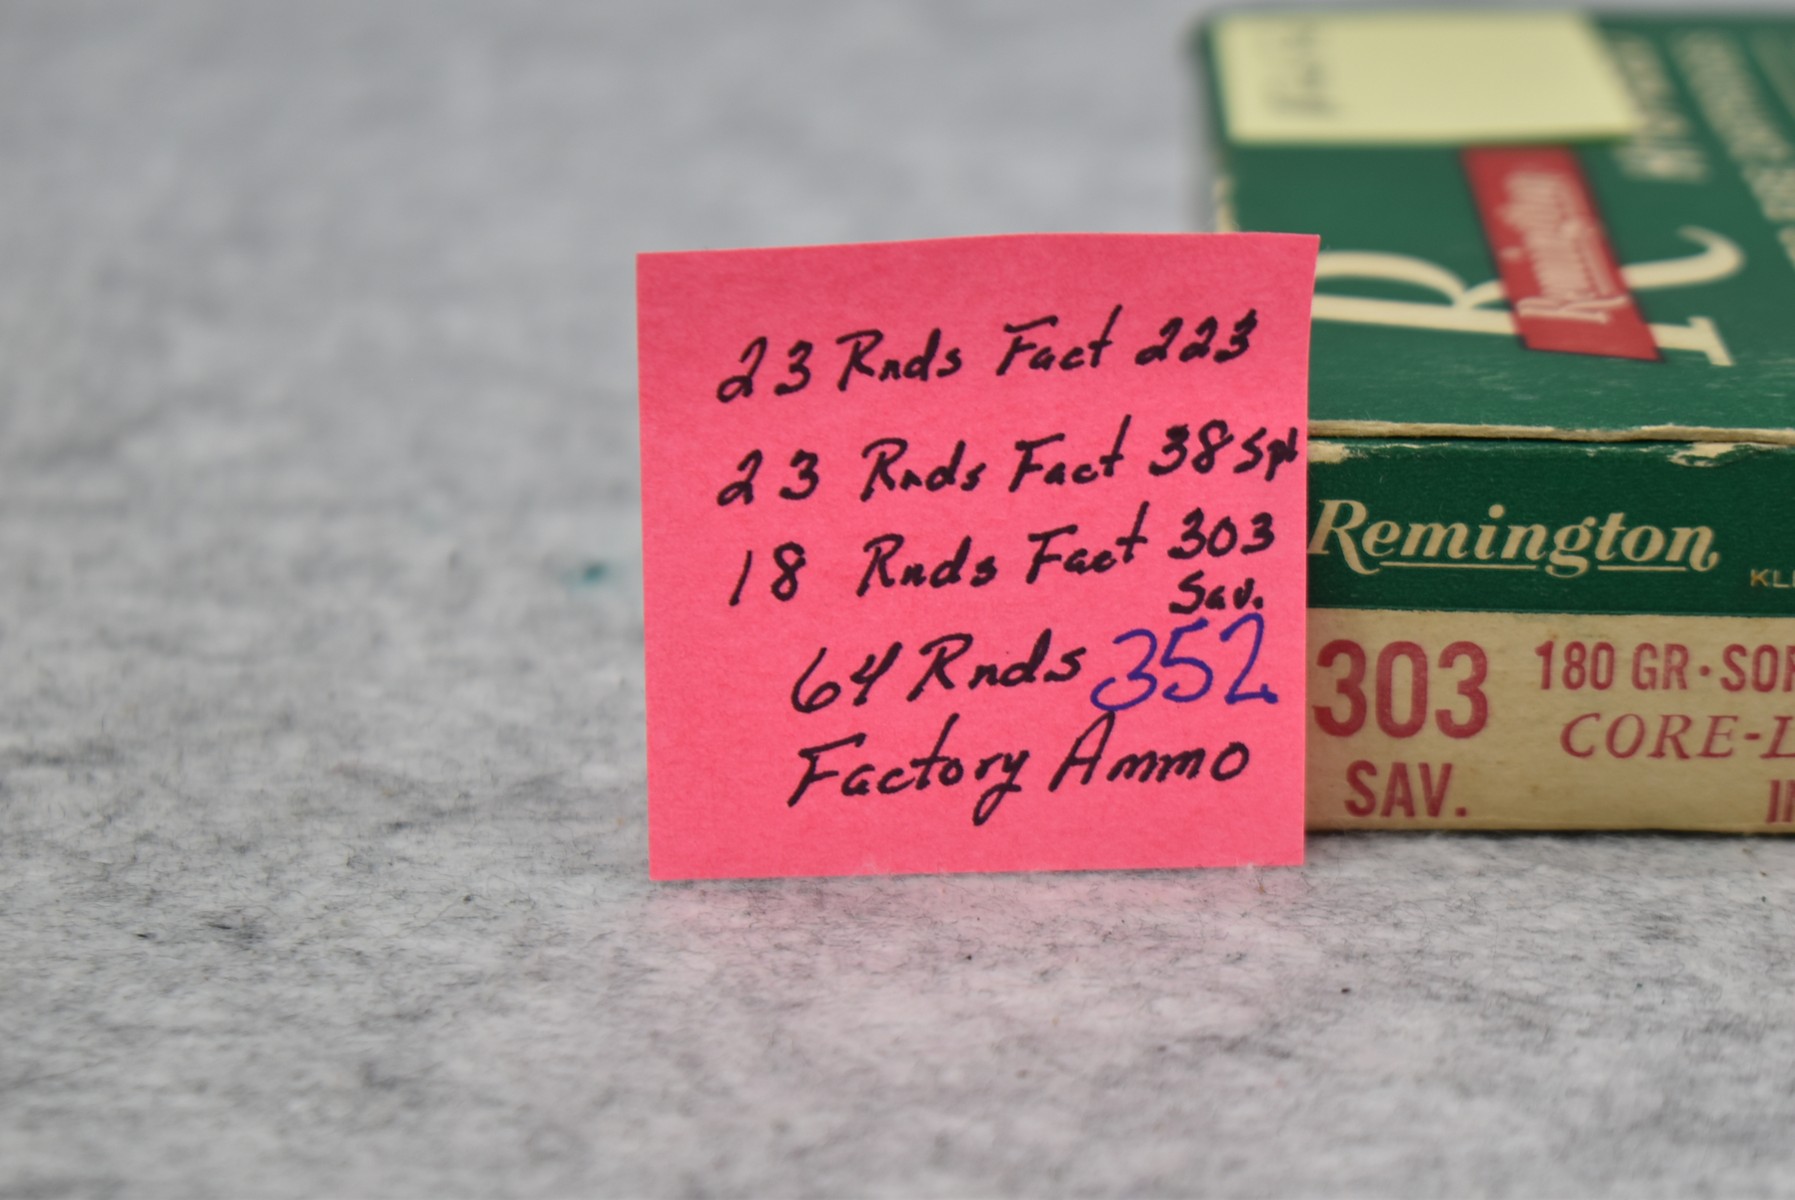 23 Rnds Fact 223
23 Rnds Fact 38 Spl
18 Rnds Fact 303
Sav.
64 Rnds 352
Factory Ammo
Remington
R
Remington
303
SAV.
180 GR·
CORE-